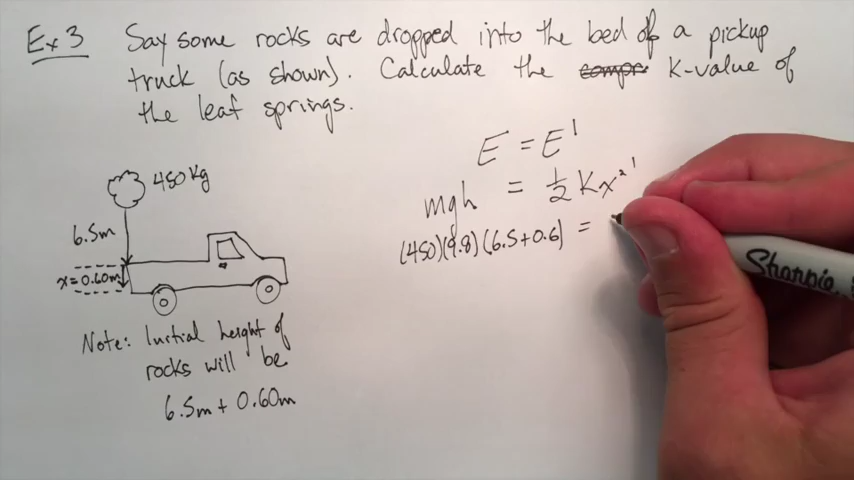 Ex 3 Say some rocks are dropped into the bed of a pickup
truck (as shown). Calculate the compr K-value of
the leaf springs.
E = E'
450 Kg
mgh = 1/2 Kx²'
6.5m
(450)(9.8)(6.5+0.6) =
x=0.60m
Note: Initial height of
rocks will be
6.5m + 0.60m
Sharpie